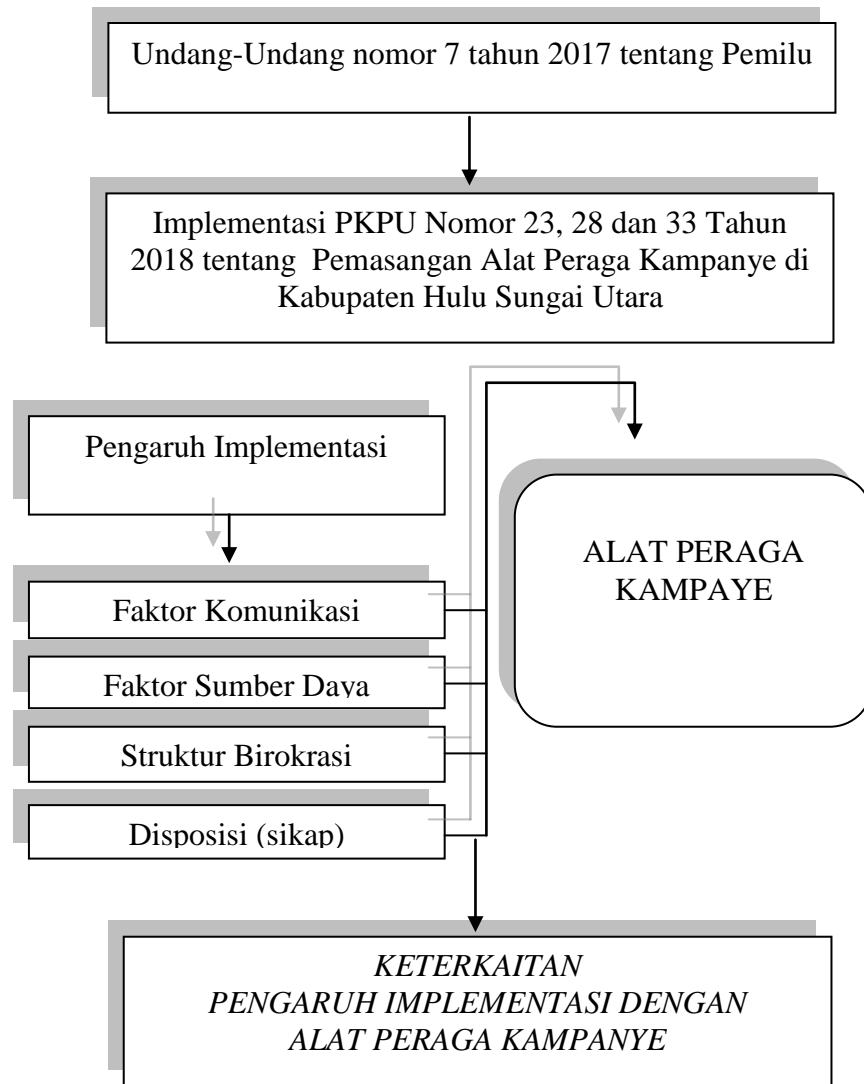 Undang-Undang nomor 7 tahun 2017 tentang Pemilu
Implementasi PKPU Nomor 23, 28 dan 33 Tahun
2018 tentang Pemasangan Alat Peraga Kampanye di
Kabupaten Hulu Sungai Utara
Pengaruh Implementasi
ALAT PERAGA
KAMPAYE
Faktor Komunikasi
Faktor Sumber Daya
Struktur Birokrasi
Disposisi (sikap)
KETERKAITAN
PENGARUH IMPLEMENTASI DENGAN
ALAT PERAGA KAMPANYE